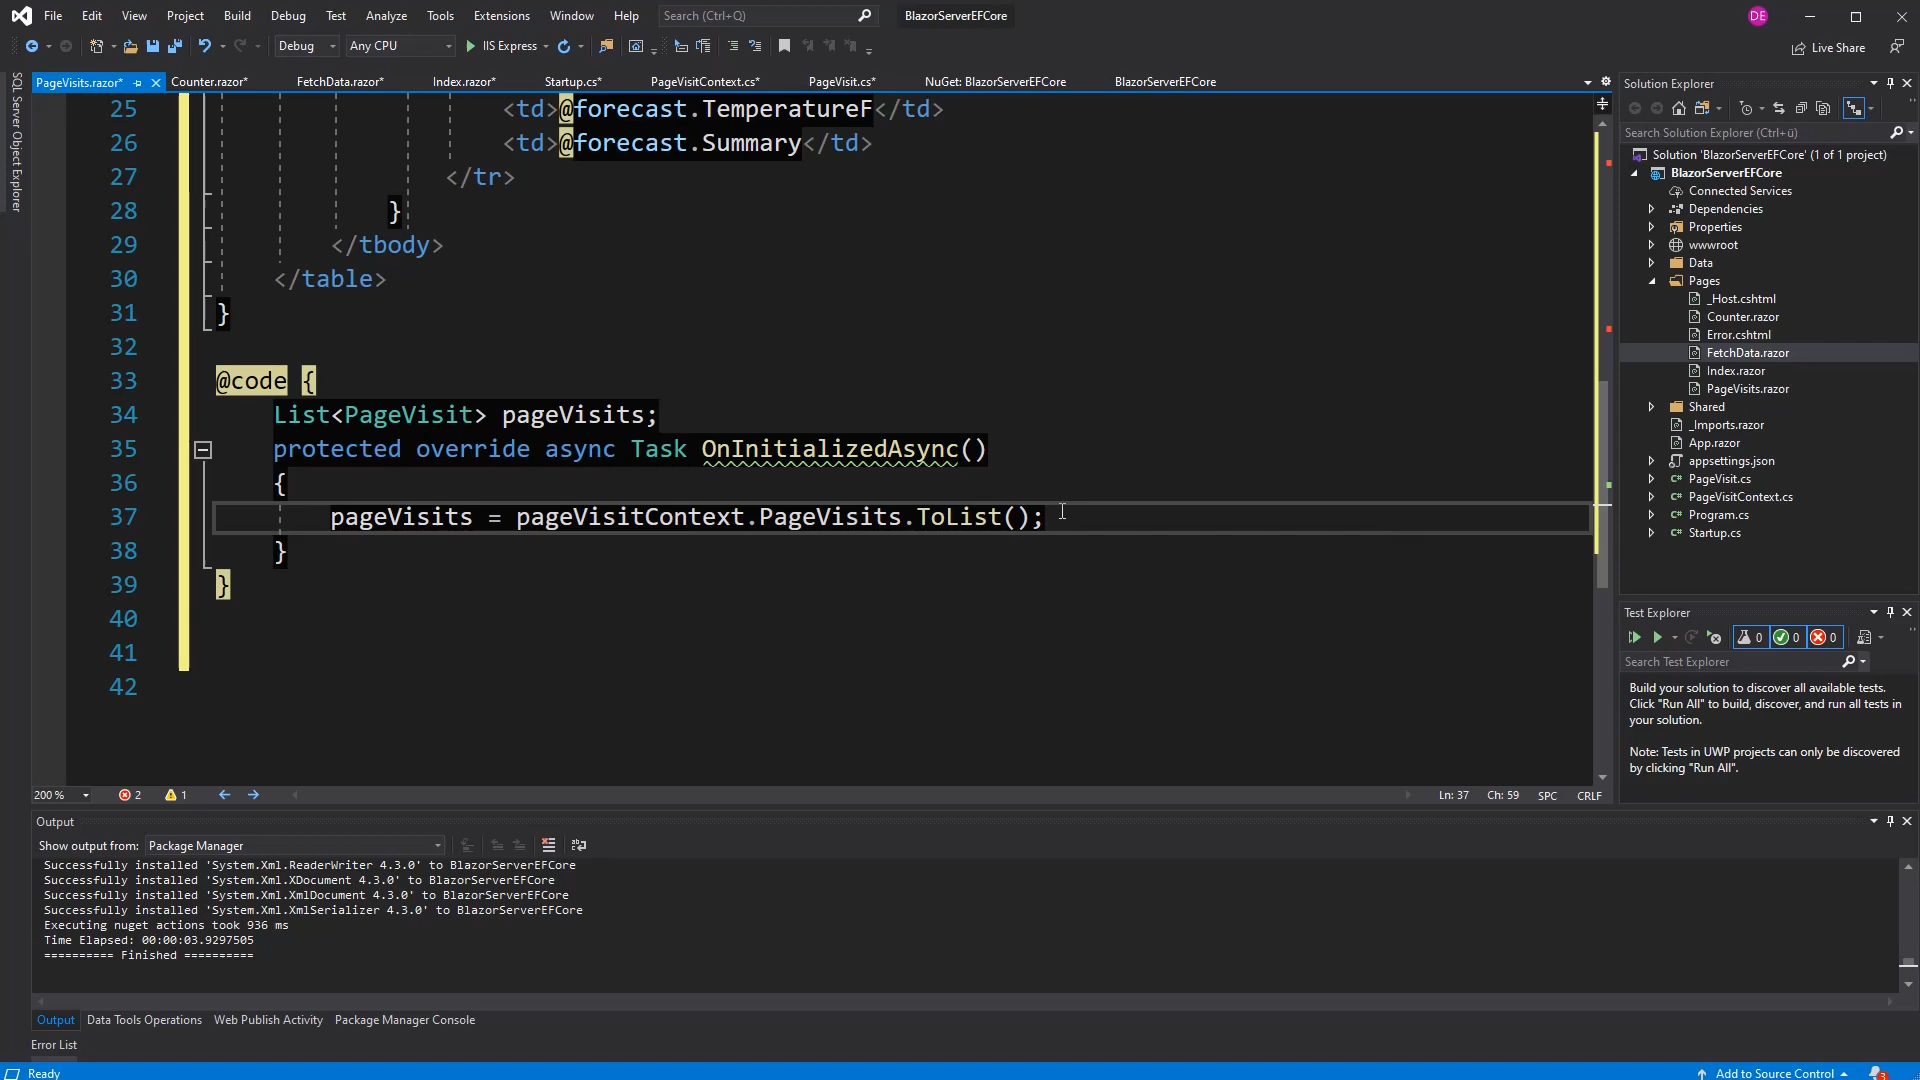 File Edit View Project Build Debug Test Analyze Tools Extensions Window Help Search (Ctrl+Q) BlazorServerEFCore DE
Debug Any CPU IIS Express Live Share
SQL Server Object Explorer
PageVisits.razor* Counter.razor* FetchData.razor* Index.razor* Startup.cs* PageVisitContext.cs* PageVisit.cs* NuGet: BlazorServerEFCore BlazorServerEFCore
25 <td>@forecast.TemperatureF</td>
26 <td>@forecast.Summary</td>
27 </tr>
28 }
29 </tbody>
30 </table>
31 }
32
33 @code {
34 List<PageVisit> pageVisits;
35 protected override async Task OnInitializedAsync()
36 {
37 pageVisits = pageVisitContext.PageVisits.ToList();
38 }
39 }
40
41
42
200 % 2 1 Ln: 37 Ch: 59 SPC CRLF
Solution Explorer
Search Solution Explorer (Ctrl+ü)
Solution 'BlazorServerEFCore' (1 of 1 project)
BlazorServerEFCore
Connected Services
Dependencies
Properties
wwwroot
Data
Pages
_Host.cshtml
Counter.razor
Error.cshtml
FetchData.razor
Index.razor
PageVisits.razor
Shared
_Imports.razor
App.razor
appsettings.json
C# PageVisit.cs
C# PageVisitContext.cs
C# Program.cs
C# Startup.cs
Test Explorer
0 0 0
Search Test Explorer
Build your solution to discover all available tests.
Click "Run All" to build, discover, and run all tests in
your solution.
Note: Tests in UWP projects can only be discovered
by clicking "Run All".
Output
Show output from: Package Manager
Successfully installed 'System.Xml.ReaderWriter 4.3.0' to BlazorServerEFCore
Successfully installed 'System.Xml.XDocument 4.3.0' to BlazorServerEFCore
Successfully installed 'System.Xml.XmlDocument 4.3.0' to BlazorServerEFCore
Successfully installed 'System.Xml.XmlSerializer 4.3.0' to BlazorServerEFCore
Executing nuget actions took 936 ms
Time Elapsed: 00:00:03.9297505
========== Finished ==========
Output Data Tools Operations Web Publish Activity Package Manager Console
Error List
Ready Add to Source Control 3